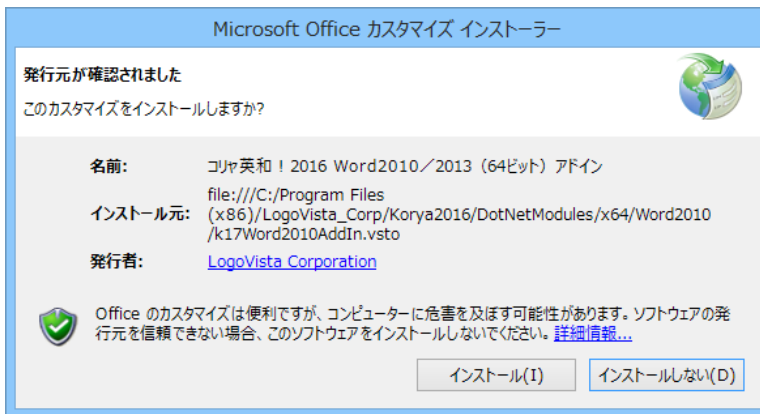 Microsoft Office カスタマイズ インストーラー
発行元が確認されました
このカスタマイズをインストールしますか?
名前: コリャ英和！2016 Word2010／2013（64ビット）アドイン
インストール元: file:///C:/Program Files
(x86)/LogoVista_Corp/Korya2016/DotNetModules/x64/Word2010
/k17Word2010AddIn.vsto
発行者: LogoVista Corporation
Office のカスタマイズは便利ですが、コンピューターに危害を及ぼす可能性があります。ソフトウェアの発
行元を信頼できない場合、このソフトウェアをインストールしないでください。詳細情報...
インストール(I) インストールしない(D)